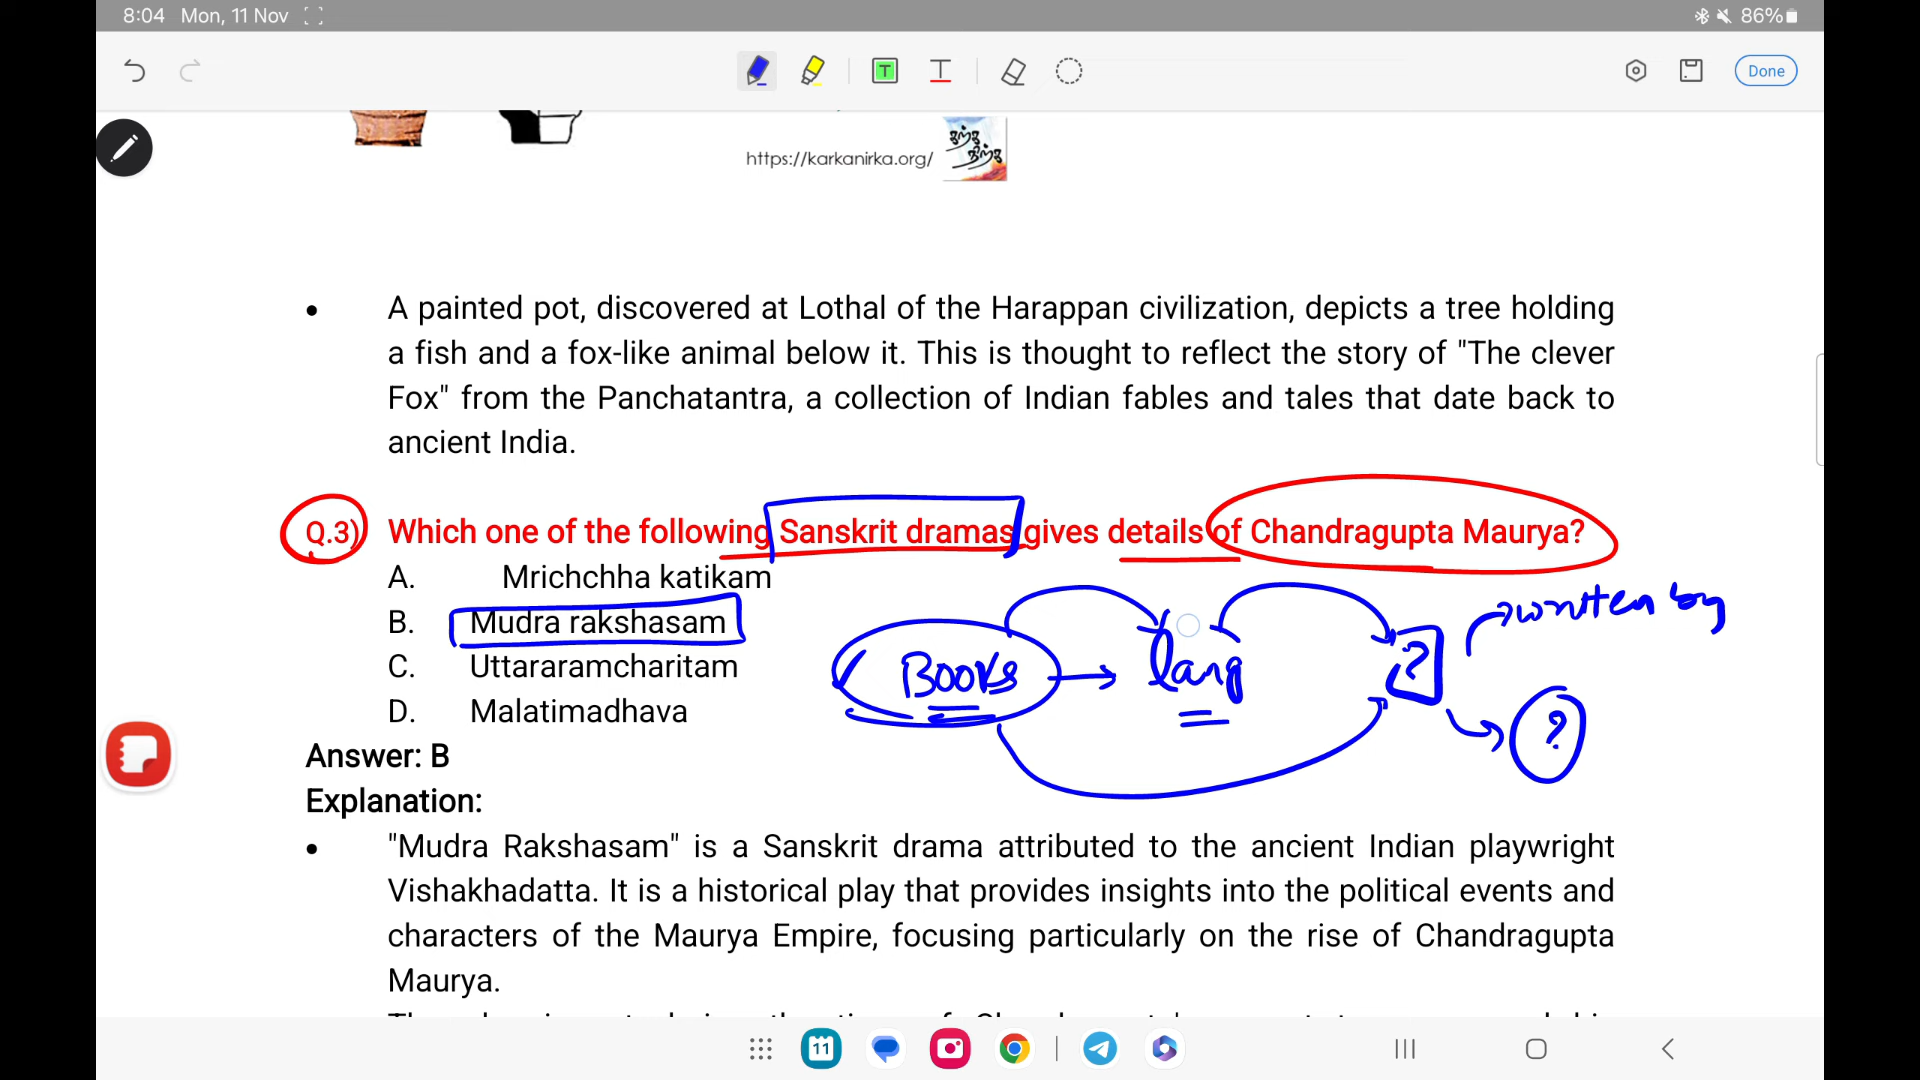 8:04 Mon, 11 Nov
86%
T
Done
https://karkanirka.org/
கற்க
நிற்க
• A painted pot, discovered at Lothal of the Harappan civilization, depicts a tree holding
a fish and a fox-like animal below it. This is thought to reflect the story of "The clever
Fox" from the Panchatantra, a collection of Indian fables and tales that date back to
ancient India.
Q.3) Which one of the following Sanskrit dramas gives details of Chandragupta Maurya?
A. Mrichchha katikam
B. Mudra rakshasam
C. Uttararamcharitam
D. Malatimadhava
written by
Books → lang ?
?
Answer: B
Explanation:
• "Mudra Rakshasam" is a Sanskrit drama attributed to the ancient Indian playwright
Vishakhadatta. It is a historical play that provides insights into the political events and
characters of the Maurya Empire, focusing particularly on the rise of Chandragupta
Maurya.
11